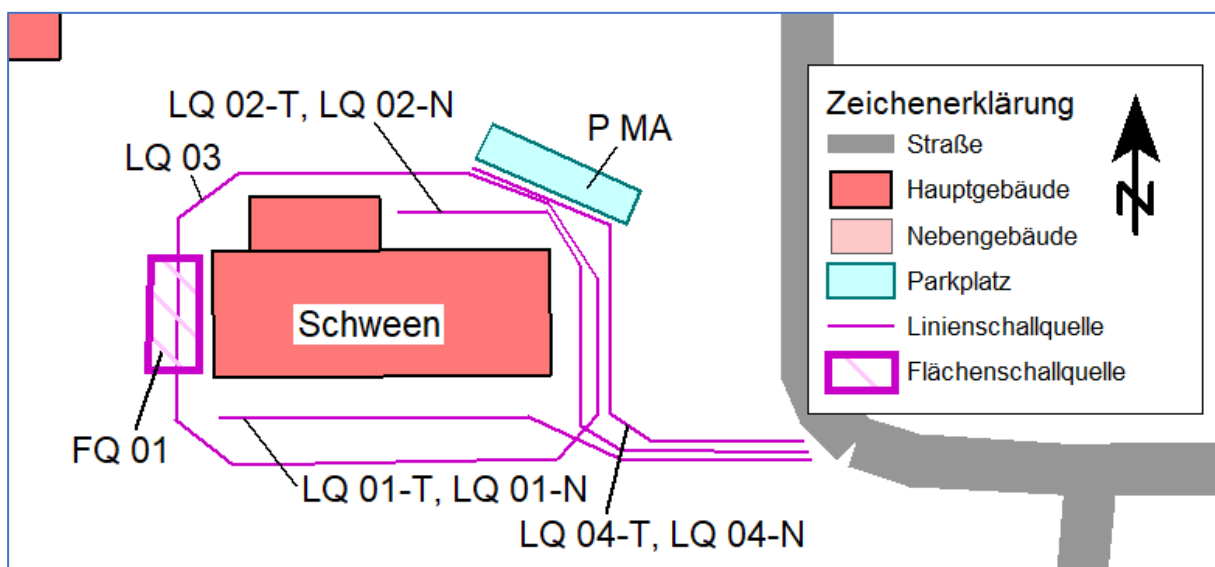 LQ 02-T, LQ 02-N
P MA
LQ 03
Schween
FQ 01
LQ 01-T, LQ 01-N
LQ 04-T, LQ 04-N
Zeichenerklärung
Straße
Hauptgebäude
Nebengebäude
Parkplatz
Linienschallquelle
Flächenschallquelle
N